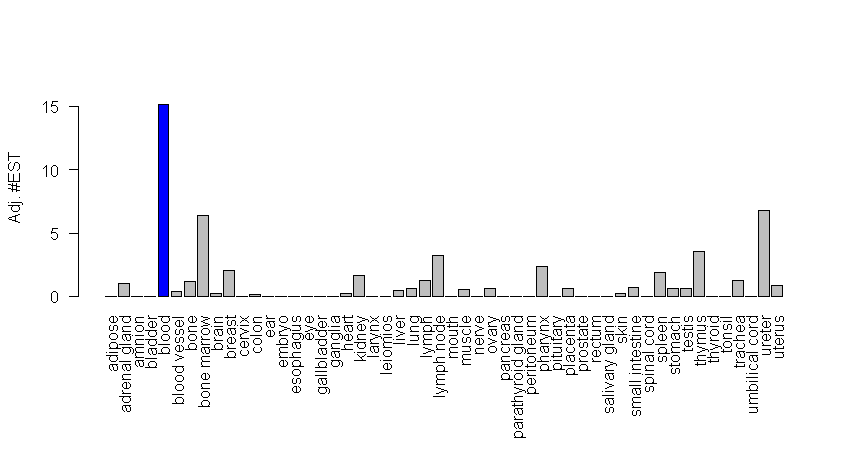 Adj. #EST
15
10
5
0
adipose
adrenal gland
amnion
bladder
blood
blood vessel
bone
bone marrow
brain
breast
cervix
colon
ear
embryo
esophagus
eye
gallbladder
ganglia
heart
kidney
larynx
leiomios
liver
lung
lymph
lymph node
mouth
muscle
nerve
ovary
pancreas
parathyroid gland
peritoneum
pharynx
pituitary
placenta
prostate
rectum
salivary gland
skin
small intestine
spinal cord
spleen
stomach
testis
thymus
thyroid
tonsil
trachea
umbilical cord
ureter
uterus